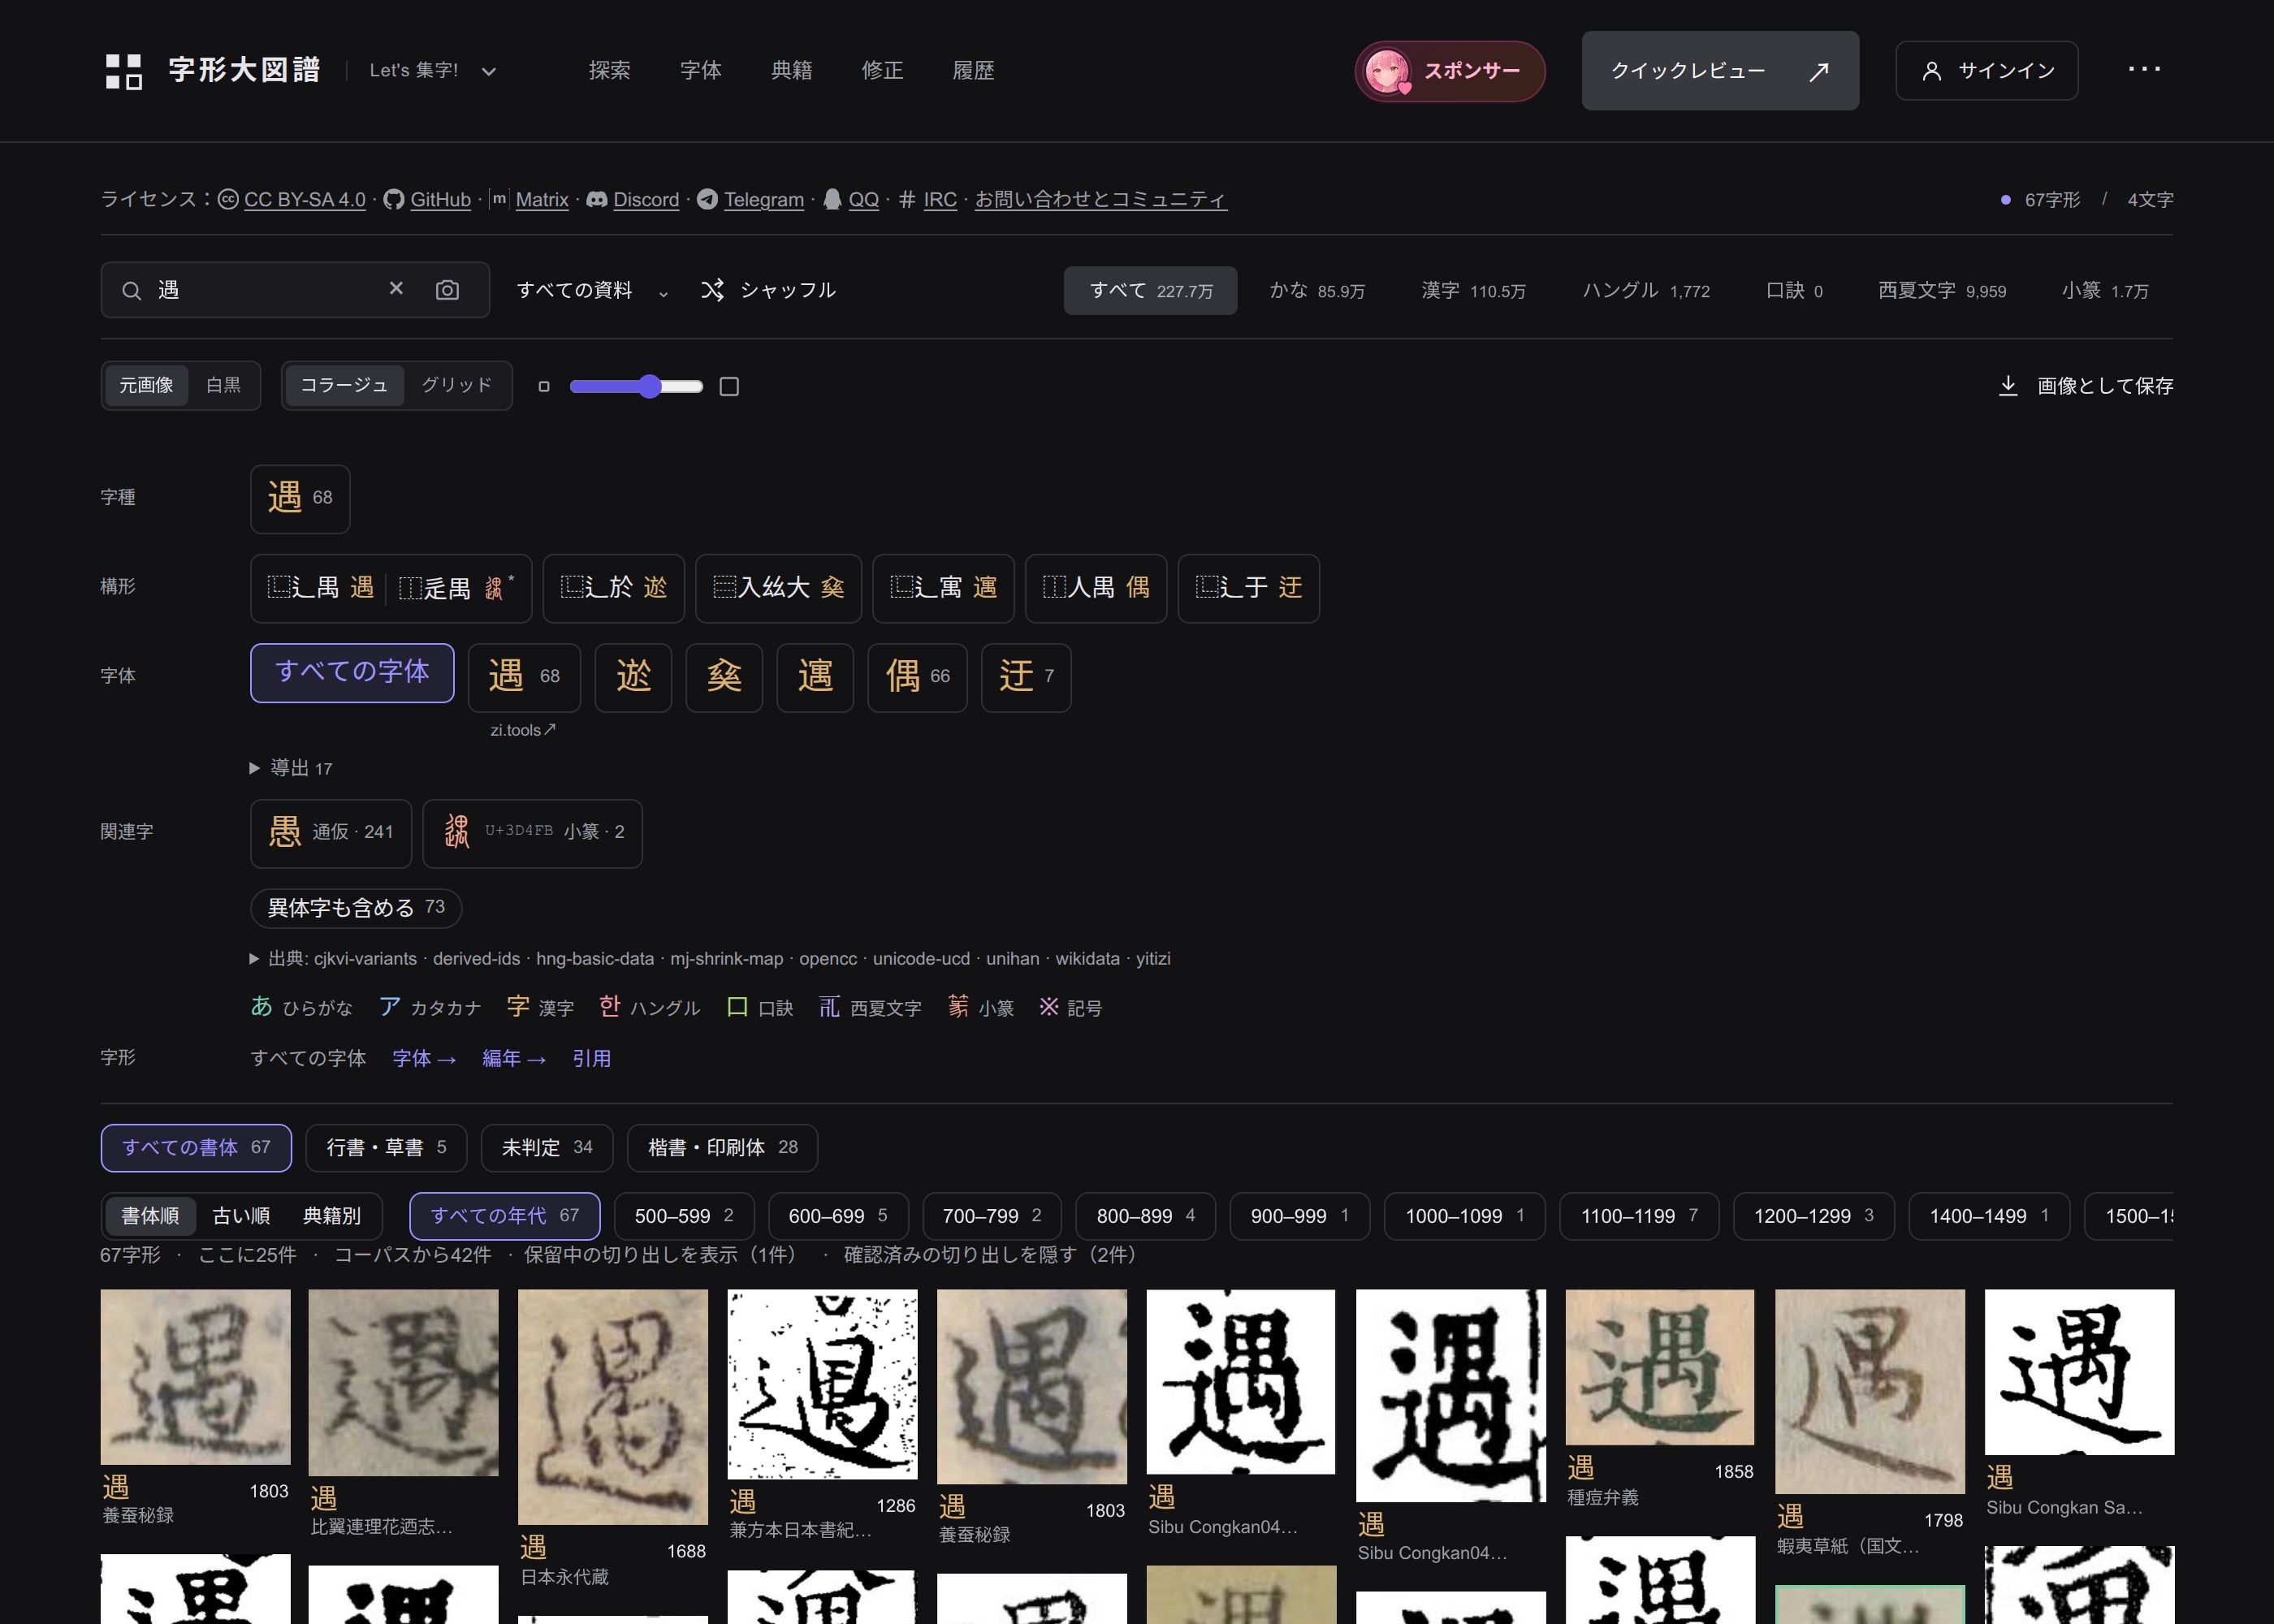 字形大図譜 Let's 集字! 探索 字体 典籍 修正 履歴 スポンサー クイックレビュー ↗ サインイン ···
ライセンス：CC BY-SA 4.0 · GitHub · [m] Matrix · Discord · Telegram · QQ · IRC · お問い合わせとコミュニティ 67字形 / 4文字
遇 すべての資料 シャッフル すべて 227.7万 かな 85.9万 漢字 110.5万 ハングル 1,772 口訣 0 西夏文字 9,959 小篆 1.7万
元画像 白黒 コラージュ グリッド 画像として保存
字種 遇 68
構形 ⿺辶禺 遇 ⿰辵禺 * ⿺辶於 ⿱入丝大 ⿺辶寓 ⿰人禺 偶 ⿺辶于 迂
字体 すべての字体 遇 68 偶 66 迂 7
zi.tools↗
▶ 導出 17
関連字 愚 通仮 · 241 U+3D4FB 小篆 · 2
異体字も含める 73
▶ 出典: cjkvi-variants · derived-ids · hng-basic-data · mj-shrink-map · opencc · unicode-ucd · unihan · wikidata · yitizi
あ ひらがな ア カタカナ 字 漢字 한 ハングル 口 口訣 西夏文字 小篆 ※ 記号
字形 すべての字体 字体 → 編年 → 引用
すべての書体 67 行書・草書 5 未判定 34 楷書・印刷体 28
書体順 古い順 典籍別 すべての年代 67 500–599 2 600–699 5 700–799 2 800–899 4 900–999 1 1000–1099 1 1100–1199 7 1200–1299 3 1400–1499 1
67字形 · ここに25件 · コーパスから42件 · 保留中の切り出しを表示（1件） · 確認済みの切り出しを隠す（2件）
遇 遇 遇 遇 遇 遇 遇 遇 遇 遇
遇 1803
養蚕秘録
遇
比翼連理花廼志…
遇 1688
日本永代蔵
遇 1286
兼方本日本書紀…
遇 1803
養蚕秘録
遇
Sibu Congkan04…
遇
Sibu Congkan04…
遇 1858
種痘弁義
遇 1798
蝦夷草紙（国文…
遇
Sibu Congkan Sa…